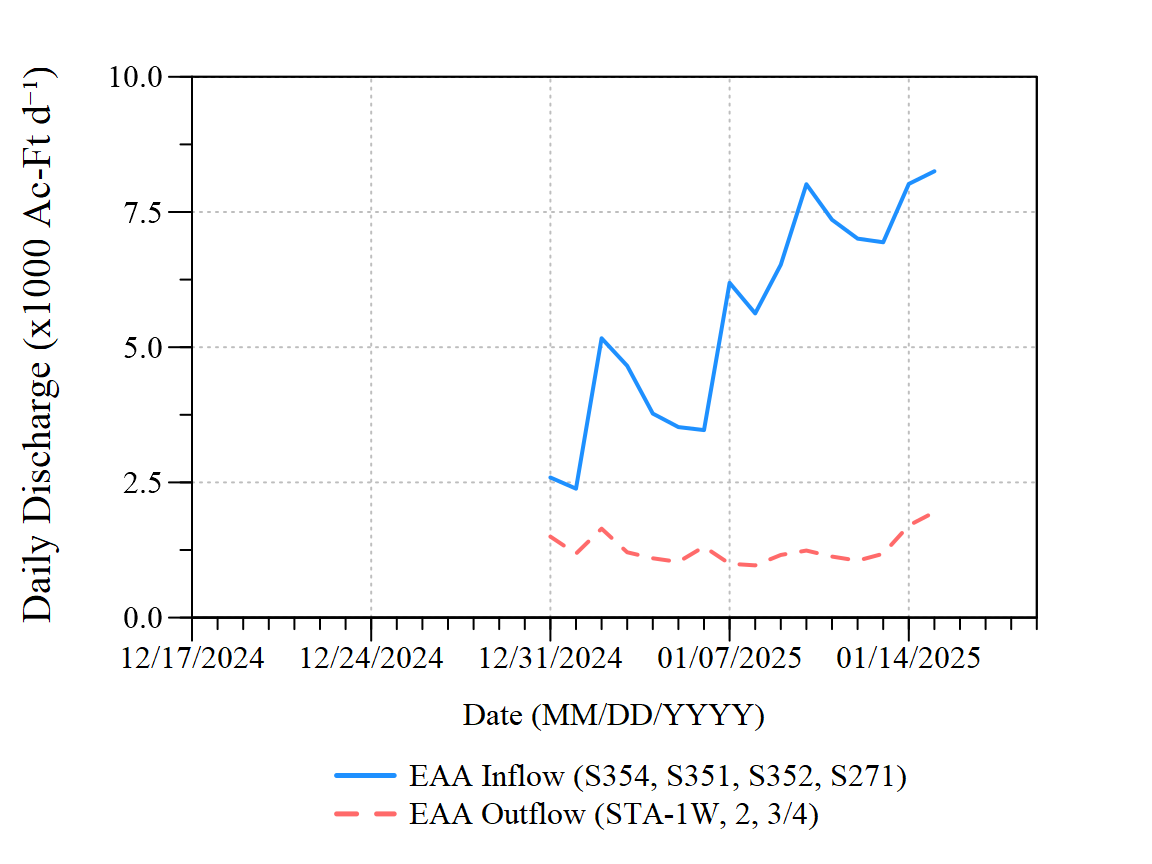 Daily Discharge (x1000 Ac-Ft d⁻¹)
10.0
7.5
5.0
2.5
0.0
12/17/2024 12/24/2024 12/31/2024 01/07/2025 01/14/2025
Date (MM/DD/YYYY)
EAA Inflow (S354, S351, S352, S271)
EAA Outflow (STA-1W, 2, 3/4)